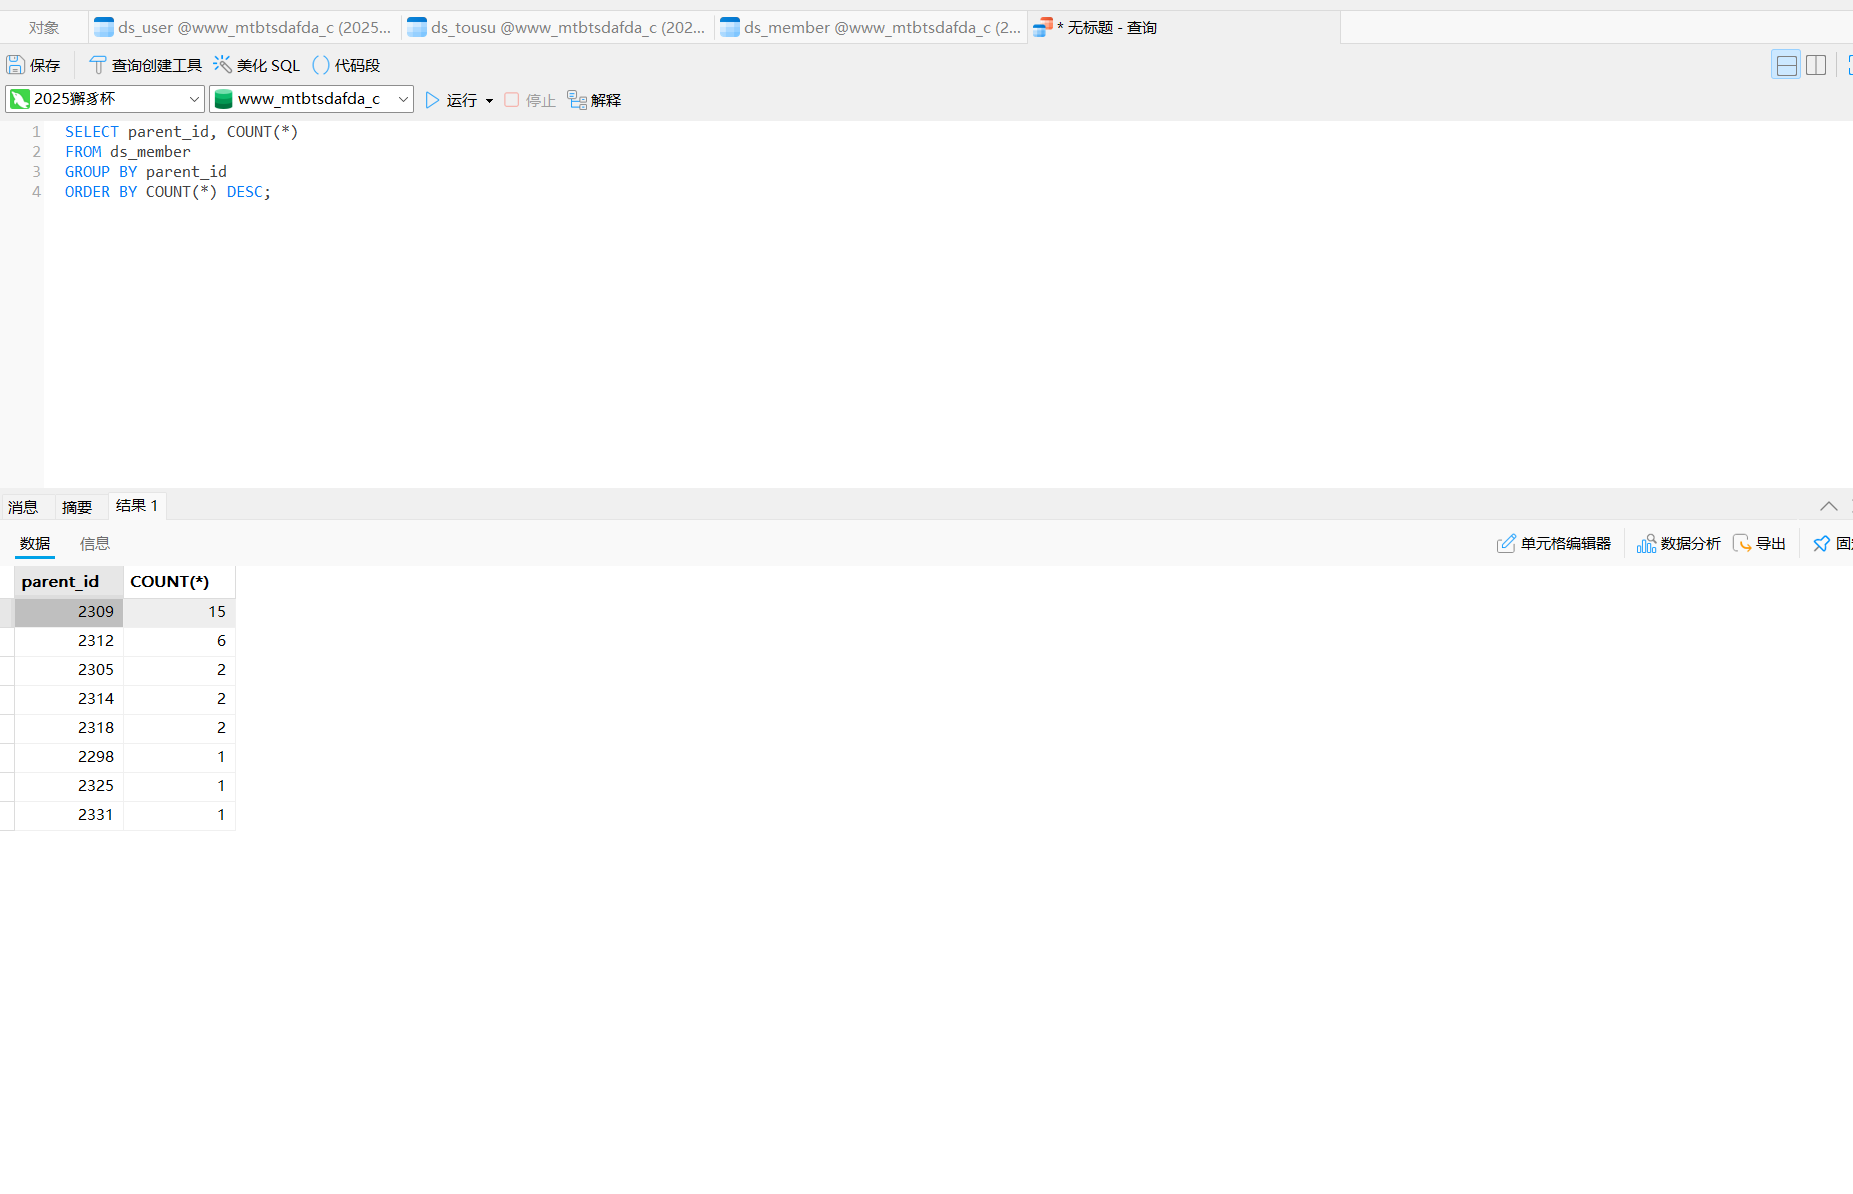 对象
ds_user @www_mtbtsdafda_c (2025...
ds_tousu @www_mtbtsdafda_c (202...
ds_member @www_mtbtsdafda_c (2...
* 无标题 - 查询
保存
查询创建工具
美化 SQL
代码段
2025獬豸杯
www_mtbtsdafda_c
运行
停止
解释
1 SELECT parent_id, COUNT(*)
2 FROM ds_member
3 GROUP BY parent_id
4 ORDER BY COUNT(*) DESC;
消息
摘要
结果 1
数据
信息
单元格编辑器
数据分析
导出
固
parent_id COUNT(*)
2309 15
2312 6
2305 2
2314 2
2318 2
2298 1
2325 1
2331 1